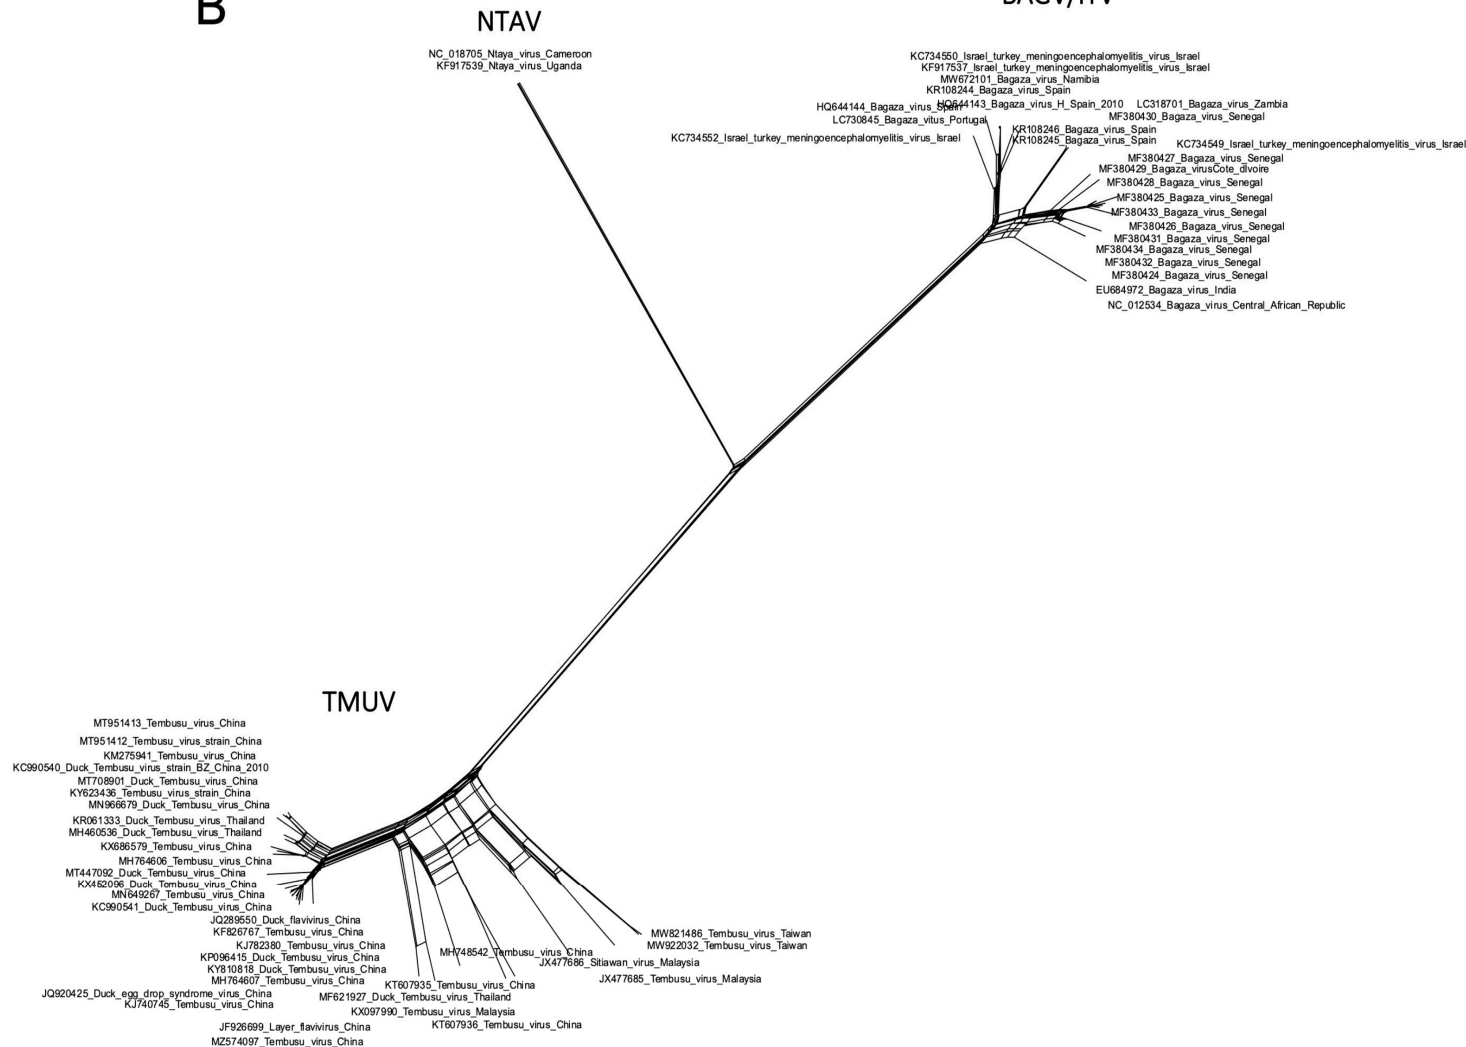 B
NTAV
BAGV/ITV
NC_018705_Ntaya_virus_Cameroon
KF917539_Ntaya_virus_Uganda
KC734550_Israel_turkey_meningoencephalomyelitis_virus_Israel
KF917537_Israel_turkey_meningoencephalomyelitis_virus_Israel
MW672101_Bagaza_virus_Namibia
KR108244_Bagaza_virus_Spain
HQ644144_Bagaza_virus_Spain
HQ644143_Bagaza_virus_H_Spain_2010
LC318701_Bagaza_virus_Zambia
LC730845_Bagaza_vitus_Portugal
MF380430_Bagaza_virus_Senegal
KR108246_Bagaza_virus_Spain
KC734552_Israel_turkey_meningoencephalomyelitis_virus_Israel
KR108245_Bagaza_virus_Spain
KC734549_Israel_turkey_meningoencephalomyelitis_virus_Israel
MF380427_Bagaza_virus_Senegal
MF380429_Bagaza_virusCote_dIvoire
MF380428_Bagaza_virus_Senegal
MF380425_Bagaza_virus_Senegal
MF380433_Bagaza_virus_Senegal
MF380426_Bagaza_virus_Senegal
MF380431_Bagaza_virus_Senegal
MF380434_Bagaza_virus_Senegal
MF380432_Bagaza_virus_Senegal
MF380424_Bagaza_virus_Senegal
EU684972_Bagaza_virus_India
NC_012534_Bagaza_virus_Central_African_Republic
TMUV
MT951413_Tembusu_virus_China
MT951412_Tembusu_virus_strain_China
KM275941_Tembusu_virus_China
KC990540_Duck_Tembusu_virus_strain_BZ_China_2010
MT708901_Duck_Tembusu_virus_China
KY623436_Tembusu_virus_strain_China
MN966679_Duck_Tembusu_virus_China
KR061333_Duck_Tembusu_virus_Thailand
MH460536_Duck_Tembusu_virus_Thailand
KX686579_Tembusu_virus_China
MH764606_Tembusu_virus_China
MT447092_Duck_Tembusu_virus_China
KX452096_Duck_Tembusu_virus_China
MN649267_Tembusu_virus_China
KC990541_Duck_Tembusu_virus_China
JQ289550_Duck_flavivirus_China
KF826767_Tembusu_virus_China
KJ782380_Tembusu_virus_China
KP096415_Duck_Tembusu_virus_China
KY810818_Duck_Tembusu_virus_China
MH764607_Tembusu_virus_China
JQ920425_Duck_egg_drop_syndrome_virus_China
KJ740745_Tembusu_virus_China
JF926699_Layer_flavivirus_China
MZ574097_Tembusu_virus_China
MW821486_Tembusu_virus_Taiwan
MW922032_Tembusu_virus_Taiwan
MH748542_Tembusu_virus_China
JX477686_Sitiawan_virus_Malaysia
JX477685_Tembusu_virus_Malaysia
KT607935_Tembusu_virus_China
MF621927_Duck_Tembusu_virus_Thailand
KX097990_Tembusu_virus_Malaysia
KT607936_Tembusu_virus_China